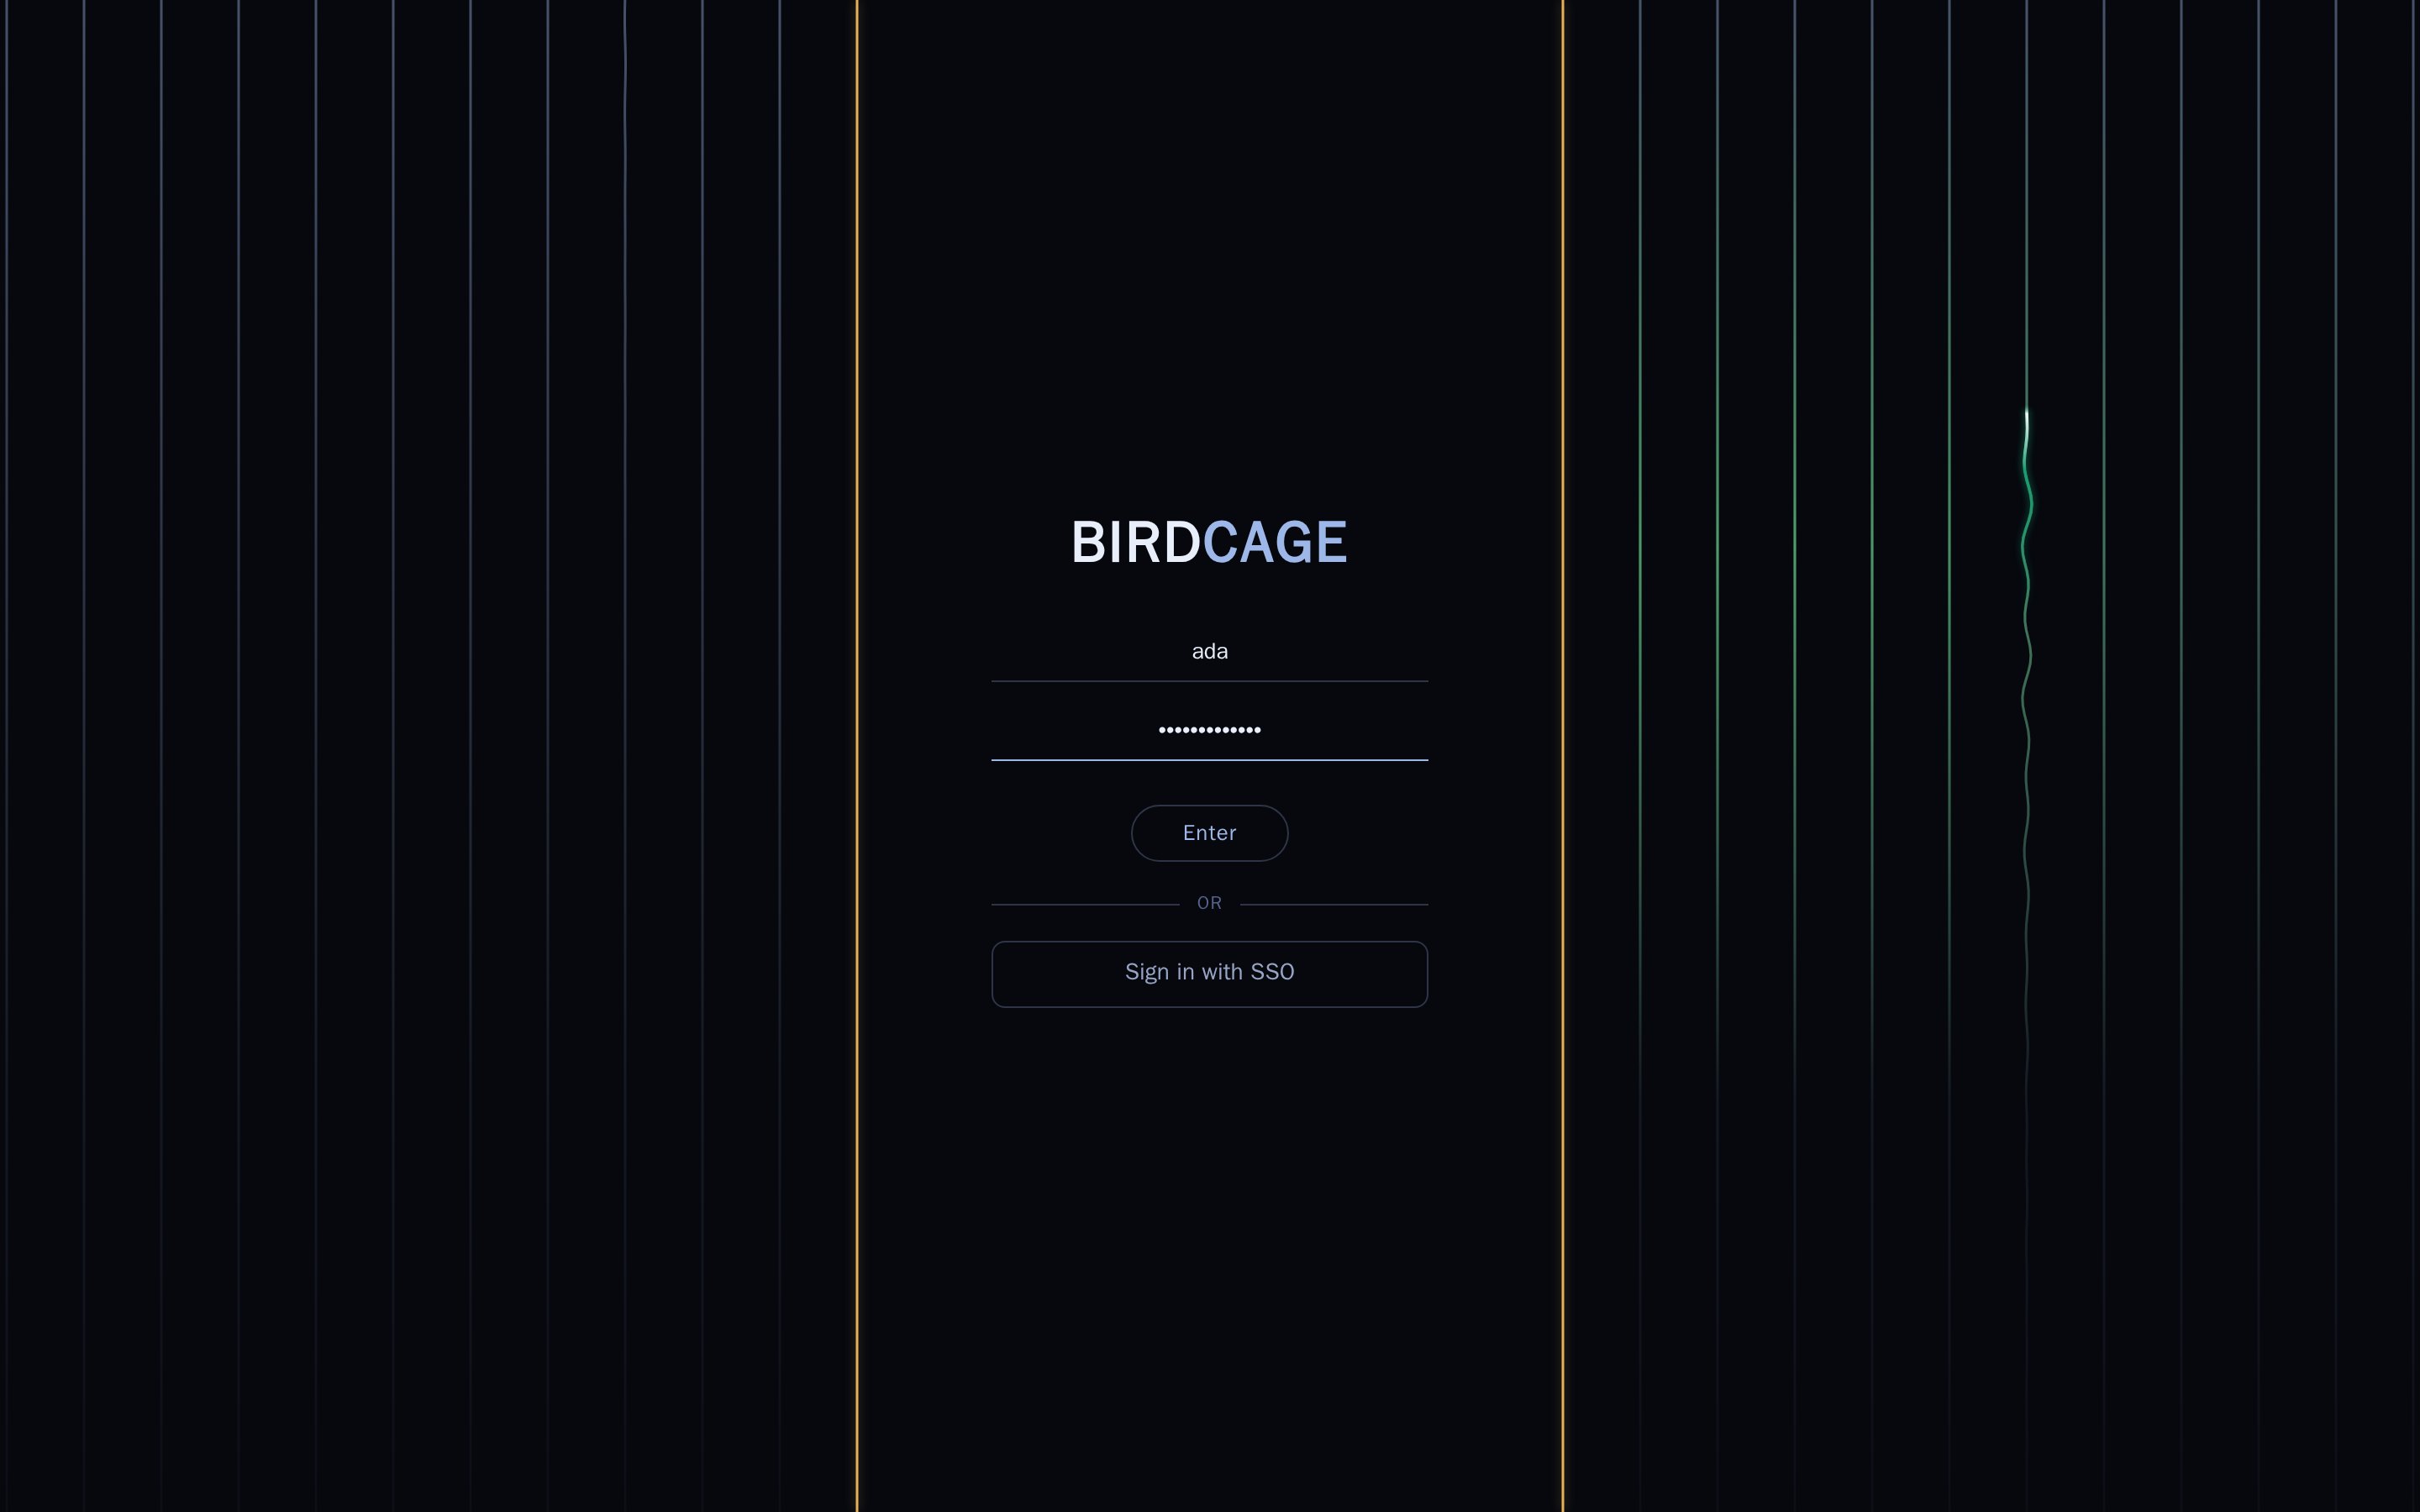 BIRDCAGE
ada
••••••••••••••
Enter
OR
Sign in with SSO